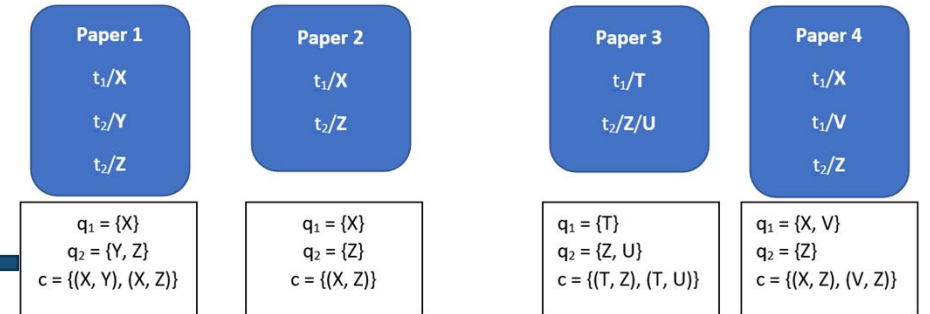 Paper 1
t₁/X
t₂/Y
t₂/Z
q₁ = {X}
q₂ = {Y, Z}
c = {(X, Y), (X, Z)}
Paper 2
t₁/X
t₂/Z
q₁ = {X}
q₂ = {Z}
c = {(X, Z)}
Paper 3
t₁/T
t₂/Z/U
q₁ = {T}
q₂ = {Z, U}
c = {(T, Z), (T, U)}
Paper 4
t₁/X
t₁/V
t₂/Z
q₁ = {X, V}
q₂ = {Z}
c = {(X, Z), (V, Z)}